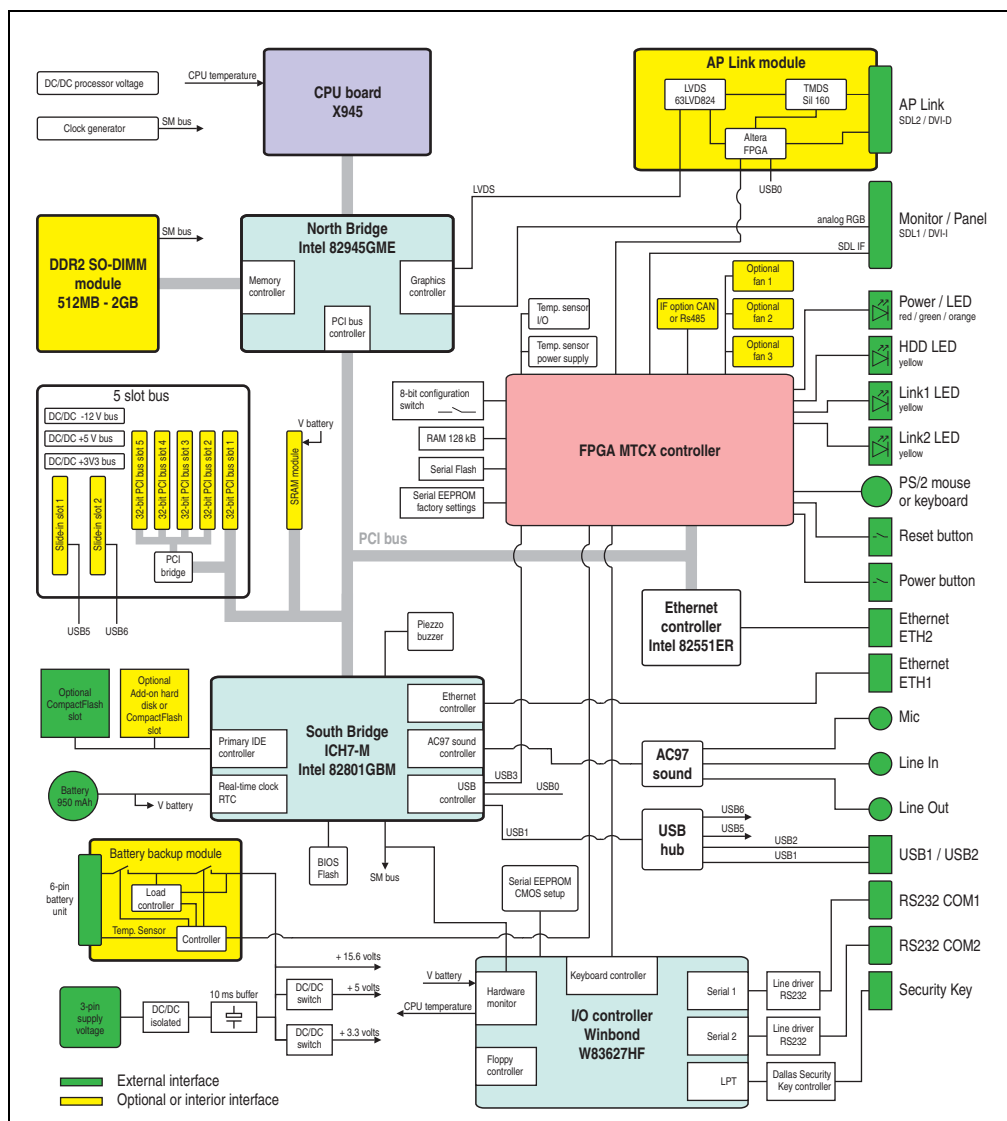 DC/DC processor voltage
CPU temperature
Clock generator
SM bus
CPU board
X945
AP Link module
LVDS
63LVD824
TMDS
Sil 160
Altera
FPGA
USB0
AP Link
SDL2 / DVI-D
LVDS
analog RGB
SDL IF
Monitor / Panel
SDL1 / DVI-I
DDR2 SO-DIMM
module
512MB - 2GB
SM bus
North Bridge
Intel 82945GME
Memory
controller
Graphics
controller
PCI bus
controller
Temp. sensor
I/O
Temp. sensor
power supply
IF option CAN
or Rs485
Optional
fan 1
Optional
fan 2
Optional
fan 3
Power / LED
red / green / orange
HDD LED
yellow
Link1 LED
yellow
Link2 LED
yellow
PS/2 mouse
or keyboard
Reset button
Power button
5 slot bus
DC/DC -12 V bus
DC/DC +5 V bus
DC/DC +3V3 bus
Slide-in slot 1
Slide-in slot 2
32-bit PCI bus slot 5
32-bit PCI bus slot 4
32-bit PCI bus slot 3
32-bit PCI bus slot 2
32-bit PCI bus slot 1
PCI
bridge
USB5
USB6
V battery
SRAM module
8-bit configuration
switch
RAM 128 kB
Serial Flash
Serial EEPROM
factory settings
FPGA MTCX controller
PCI bus
Ethernet
controller
Intel 82551ER
Ethernet
ETH2
Ethernet
ETH1
Piezzo
buzzer
Optional
CompactFlash
slot
Optional
Add-on hard
disk or
CompactFlash
slot
South Bridge
ICH7-M
Intel 82801GBM
Ethernet
controller
Primary IDE
controller
AC97 sound
controller
Real-time clock
RTC
USB
controller
USB3
USB0
USB1
Battery
950 mAh
V battery
AC97
sound
Mic
Line In
Line Out
USB
hub
USB6
USB5
USB2
USB1
USB1 / USB2
BIOS
Flash
SM bus
Serial EEPROM
CMOS setup
Battery backup module
6-pin
battery
unit
Load
controller
Temp. Sensor
Controller
+ 15.6 volts
DC/DC
switch
+ 5 volts
DC/DC
switch
+ 3.3 volts
3-pin
supply
voltage
DC/DC
isolated
10 ms buffer
V battery
CPU temperature
Hardware
monitor
Keyboard controller
I/O controller
Winbond
W83627HF
Floppy
controller
Serial 1
Serial 2
LPT
Line driver
RS232
Line driver
RS232
Dallas Security
Key controller
RS232 COM1
RS232 COM2
Security Key
External interface
Optional or interior interface